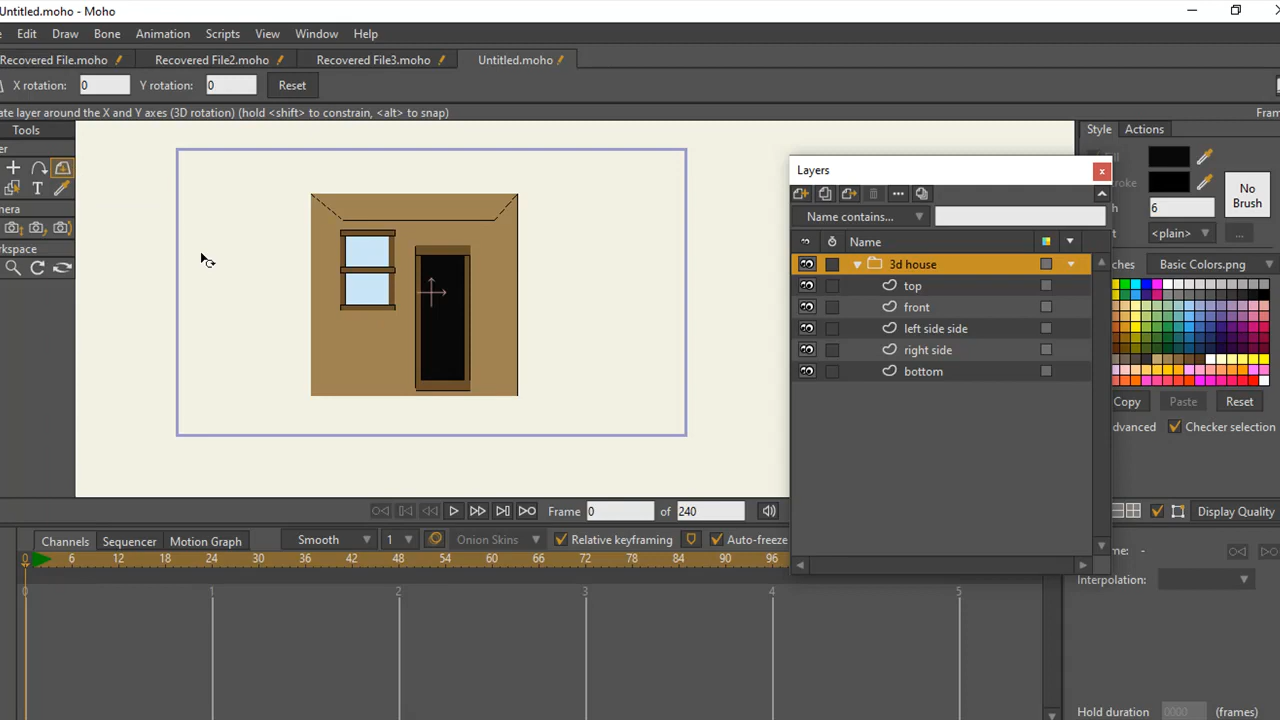 Untitled.moho - Moho
Edit Draw Bone Animation Scripts View Window Help
Recovered File.moho Recovered File2.moho Recovered File3.moho Untitled.moho
X rotation: 0 Y rotation: 0 Reset
ate layer around the X and Y axes (3D rotation) (hold <shift> to constrain, <alt> to snap) Fram
Tools
Style Actions
Layers
Fill
T
No Brush
Stroke
6
Name contains...
<plain> ...
Name
3d house
Basic Colors.png
top
front
left side side
right side
bottom
Copy Paste Reset
Checker selection
Frame 0 of 240
Display Quality
Channels Sequencer Motion Graph Smooth 1 Onion Skins Relative keyframing Auto-freeze
0 6 12 18 24 30 36 42 48 54 60 66 72 78 84 90 96
0 1 2 3 4 5
Interpolation:
Hold duration (frames)